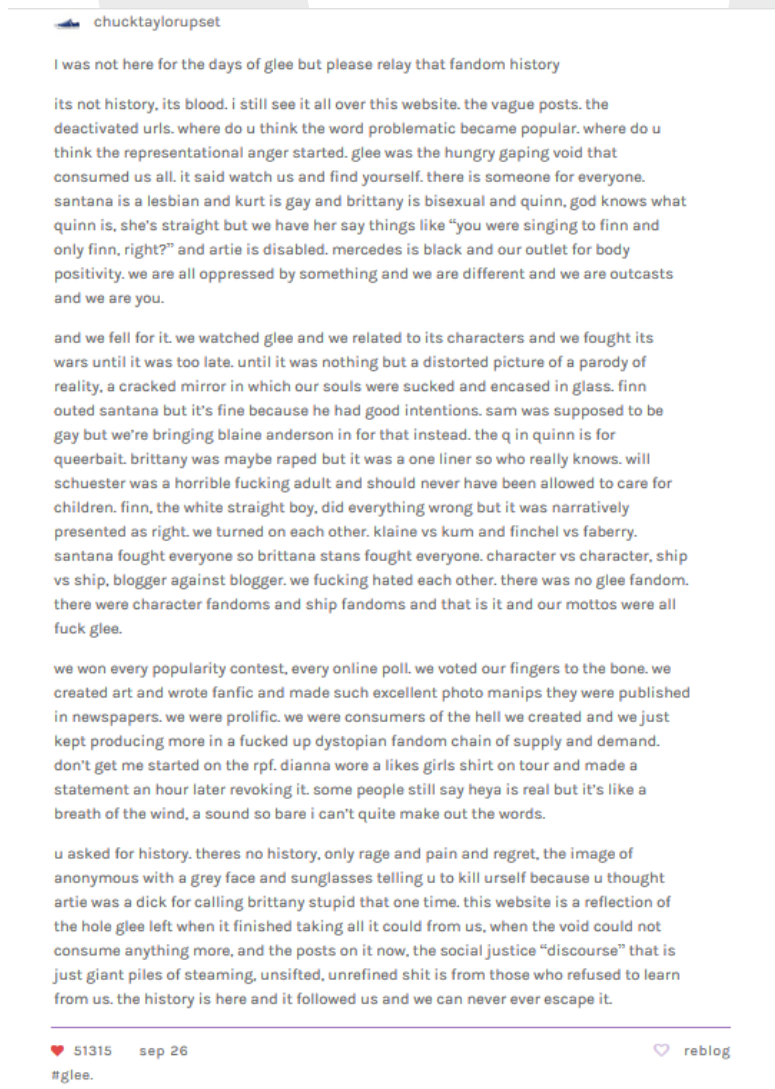 chucktaylorupset
I was not here for the days of glee but please relay that fandom history
its not history, its blood. i still see it all over this website. the vague posts. the
deactivated urls. where do u think the word problematic became popular. where do u
think the representational anger started. glee was the hungry gaping void that
consumed us all. it said watch us and find yourself. there is someone for everyone.
santana is a lesbian and kurt is gay and brittany is bisexual and quinn, god knows what
quinn is, she's straight but we have her say things like “you were singing to finn and
only finn, right?” and artie is disabled. mercedes is black and our outlet for body
positivity. we are all oppressed by something and we are different and we are outcasts
and we are you.
and we fell for it. we watched glee and we related to its characters and we fought its
wars until it was too late. until it was nothing but a distorted picture of a parody of
reality, a cracked mirror in which our souls were sucked and encased in glass. finn
outed santana but it's fine because he had good intentions. sam was supposed to be
gay but we're bringing blaine anderson in for that instead. the q in quinn is for
queerbait. brittany was maybe raped but it was a one liner so who really knows. will
schuester was a horrible fucking adult and should never have been allowed to care for
children. finn, the white straight boy, did everything wrong but it was narratively
presented as right. we turned on each other. klaine vs kum and finchel vs faberry.
santana fought everyone so brittana stans fought everyone. character vs character, ship
vs ship, blogger against blogger. we fucking hated each other. there was no glee fandom.
there were character fandoms and ship fandoms and that is it and our mottos were all
fuck glee.
we won every popularity contest, every online poll. we voted our fingers to the bone. we
created art and wrote fanfic and made such excellent photo manips they were published
in newspapers. we were prolific. we were consumers of the hell we created and we just
kept producing more in a fucked up dystopian fandom chain of supply and demand.
don't get me started on the rpf. dianna wore a likes girls shirt on tour and made a
statement an hour later revoking it. some people still say heya is real but it's like a
breath of the wind, a sound so bare i can't quite make out the words.
u asked for history. theres no history, only rage and pain and regret, the image of
anonymous with a grey face and sunglasses telling u to kill urself because u thought
artie was a dick for calling brittany stupid that one time. this website is a reflection of
the hole glee left when it finished taking all it could from us, when the void could not
consume anything more, and the posts on it now, the social justice “discourse” that is
just giant piles of steaming, unsifted, unrefined shit is from those who refused to learn
from us. the history is here and it followed us and we can never ever escape it.
51315 sep 26 reblog
#glee.